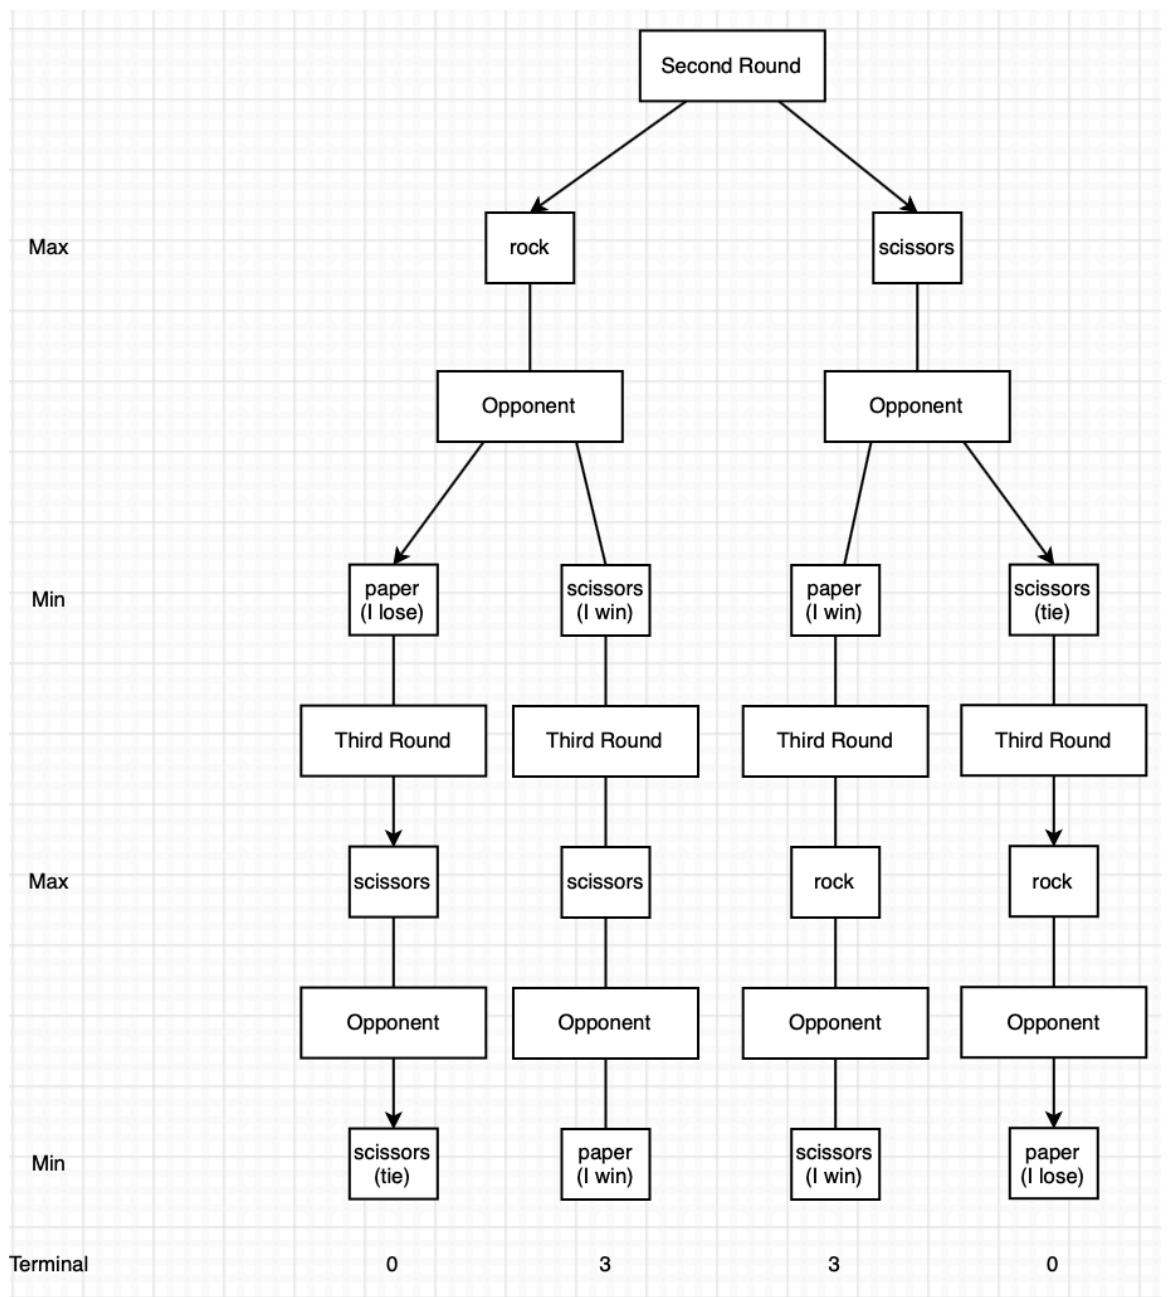 Second Round
Max
rock
scissors
Opponent
Opponent
Min
paper
(I lose)
scissors
(I win)
paper
(I win)
scissors
(tie)
Third Round
Third Round
Third Round
Third Round
Max
scissors
scissors
rock
rock
Opponent
Opponent
Opponent
Opponent
Min
scissors
(tie)
paper
(I win)
scissors
(I win)
paper
(I lose)
Terminal
0
3
3
0